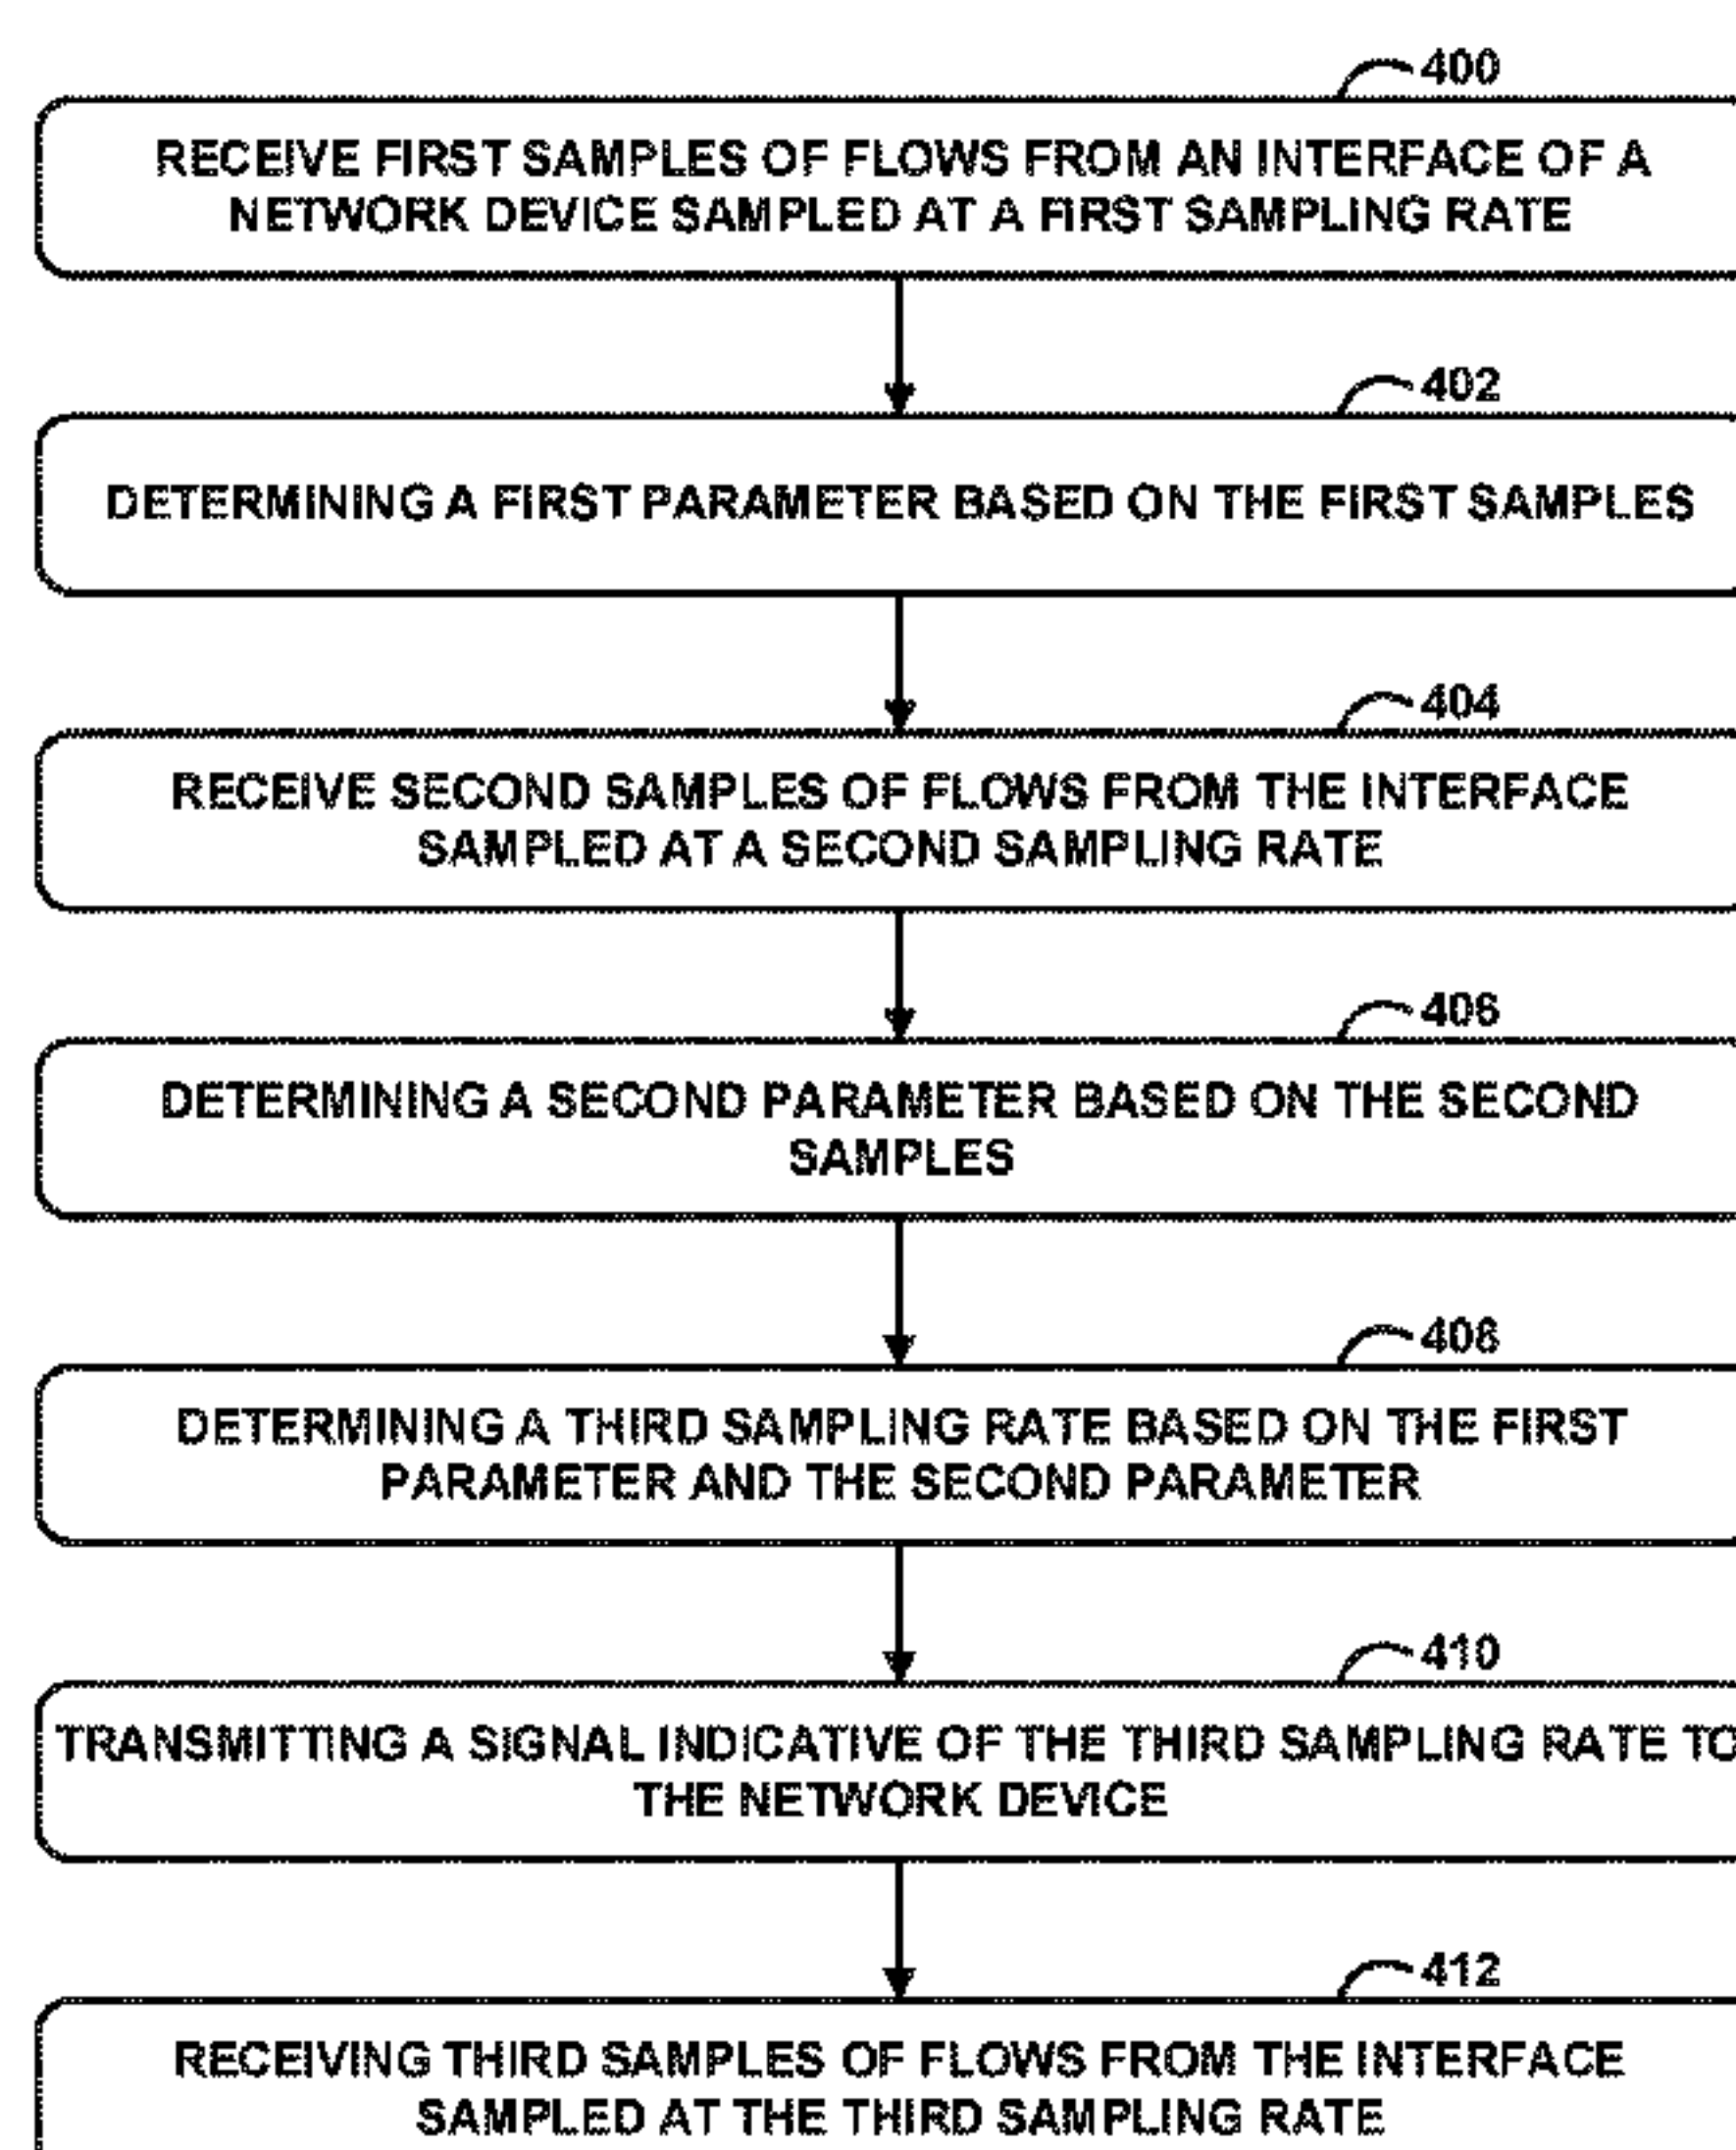 400
RECEIVE FIRST SAMPLES OF FLOWS FROM AN INTERFACE OF A
NETWORK DEVICE SAMPLED AT A FIRST SAMPLING RATE
402
DETERMINING A FIRST PARAMETER BASED ON THE FIRST SAMPLES
404
RECEIVE SECOND SAMPLES OF FLOWS FROM THE INTERFACE
SAMPLED AT A SECOND SAMPLING RATE
406
DETERMINING A SECOND PARAMETER BASED ON THE SECOND
SAMPLES
408
DETERMINING A THIRD SAMPLING RATE BASED ON THE FIRST
PARAMETER AND THE SECOND PARAMETER
410
TRANSMITTING A SIGNAL INDICATIVE OF THE THIRD SAMPLING RATE TO
THE NETWORK DEVICE
412
RECEIVING THIRD SAMPLES OF FLOWS FROM THE INTERFACE
SAMPLED AT THE THIRD SAMPLING RATE